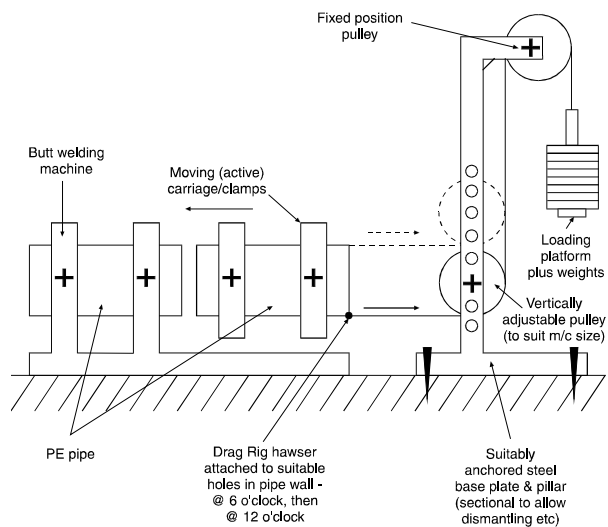 Fixed position
pulley
Butt welding
machine
Moving (active)
carriage/clamps
Loading
platform
plus weights
Vertically
adjustable pulley
(to suit m/c size)
PE pipe
Drag Rig hawser
attached to suitable
holes in pipe wall -
@ 6 o'clock, then
@ 12 o'clock
Suitably
anchored steel
base plate & pillar
(sectional to allow
dismantling etc)